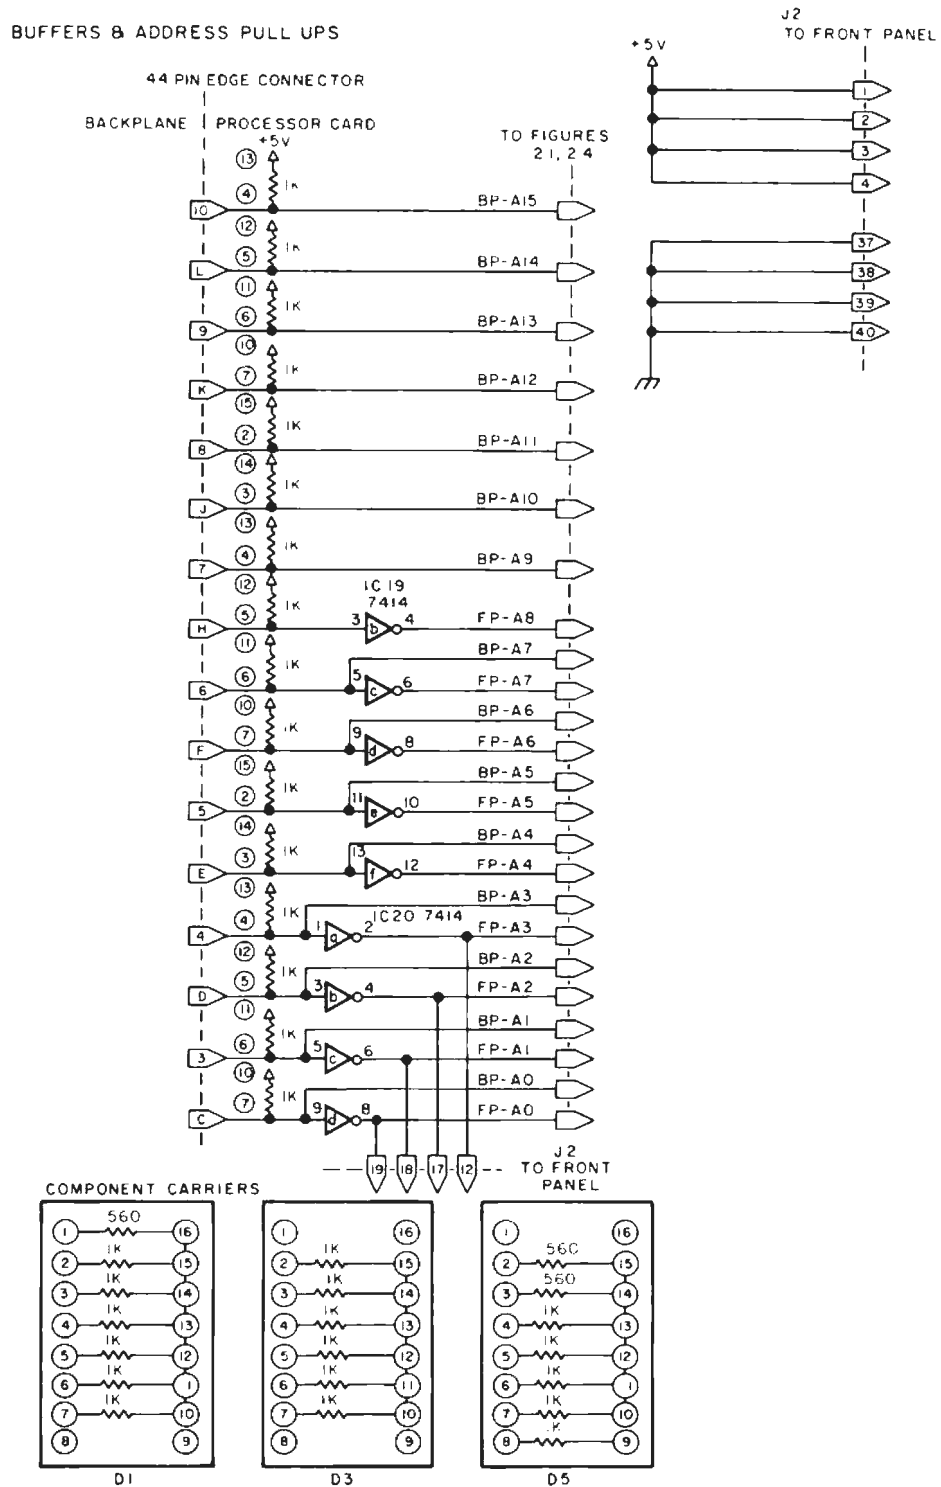 BUFFERS & ADDRESS PULL UPS
J2
TO FRONT PANEL
+5V
1
2
3
4
37
38
39
40
44 PIN EDGE CONNECTOR
BACKPLANE PROCESSOR CARD
+5V
TO FIGURES
21, 24
13
1K
4
10 BP-A15
12
1K
5
L BP-A14
11
1K
6
9 BP-A13
10
1K
7
K BP-A12
15
1K
2
8 BP-A11
14
1K
3
J BP-A10
13
1K
4
7 BP-A9
12
1K
IC19
7414
5
H 3 b 4 FP-A8
11
1K
BP-A7
6
6 5 c 6 FP-A7
10
1K
BP-A6
7
F 9 d 8 FP-A6
15
1K
BP-A5
2
5 11 e 10 FP-A5
14
1K
BP-A4
3
E 13 f 12 FP-A4
13
1K
BP-A3
IC20 7414
4
4 1 a 2 FP-A3
12
1K
BP-A2
5
D 3 b 4 FP-A2
11
1K
BP-A1
6
3 5 c 6 FP-A1
10
1K
BP-A0
7
C 9 d 8 FP-A0
19 18 17 12
J2
TO FRONT
PANEL
COMPONENT CARRIERS
560
1 16
1K
2 15
1K
3 14
1K
4 13
1K
5 12
1K
6 1
1K
7 10
8 9
D1
1 16
1K
2 15
1K
3 14
1K
4 13
1K
5 12
1K
6 11
1K
7 10
8 9
D3
1 16
560
2 15
560
3 14
1K
4 13
1K
5 12
1K
6 1
1K
7 10
1K
8 9
D5